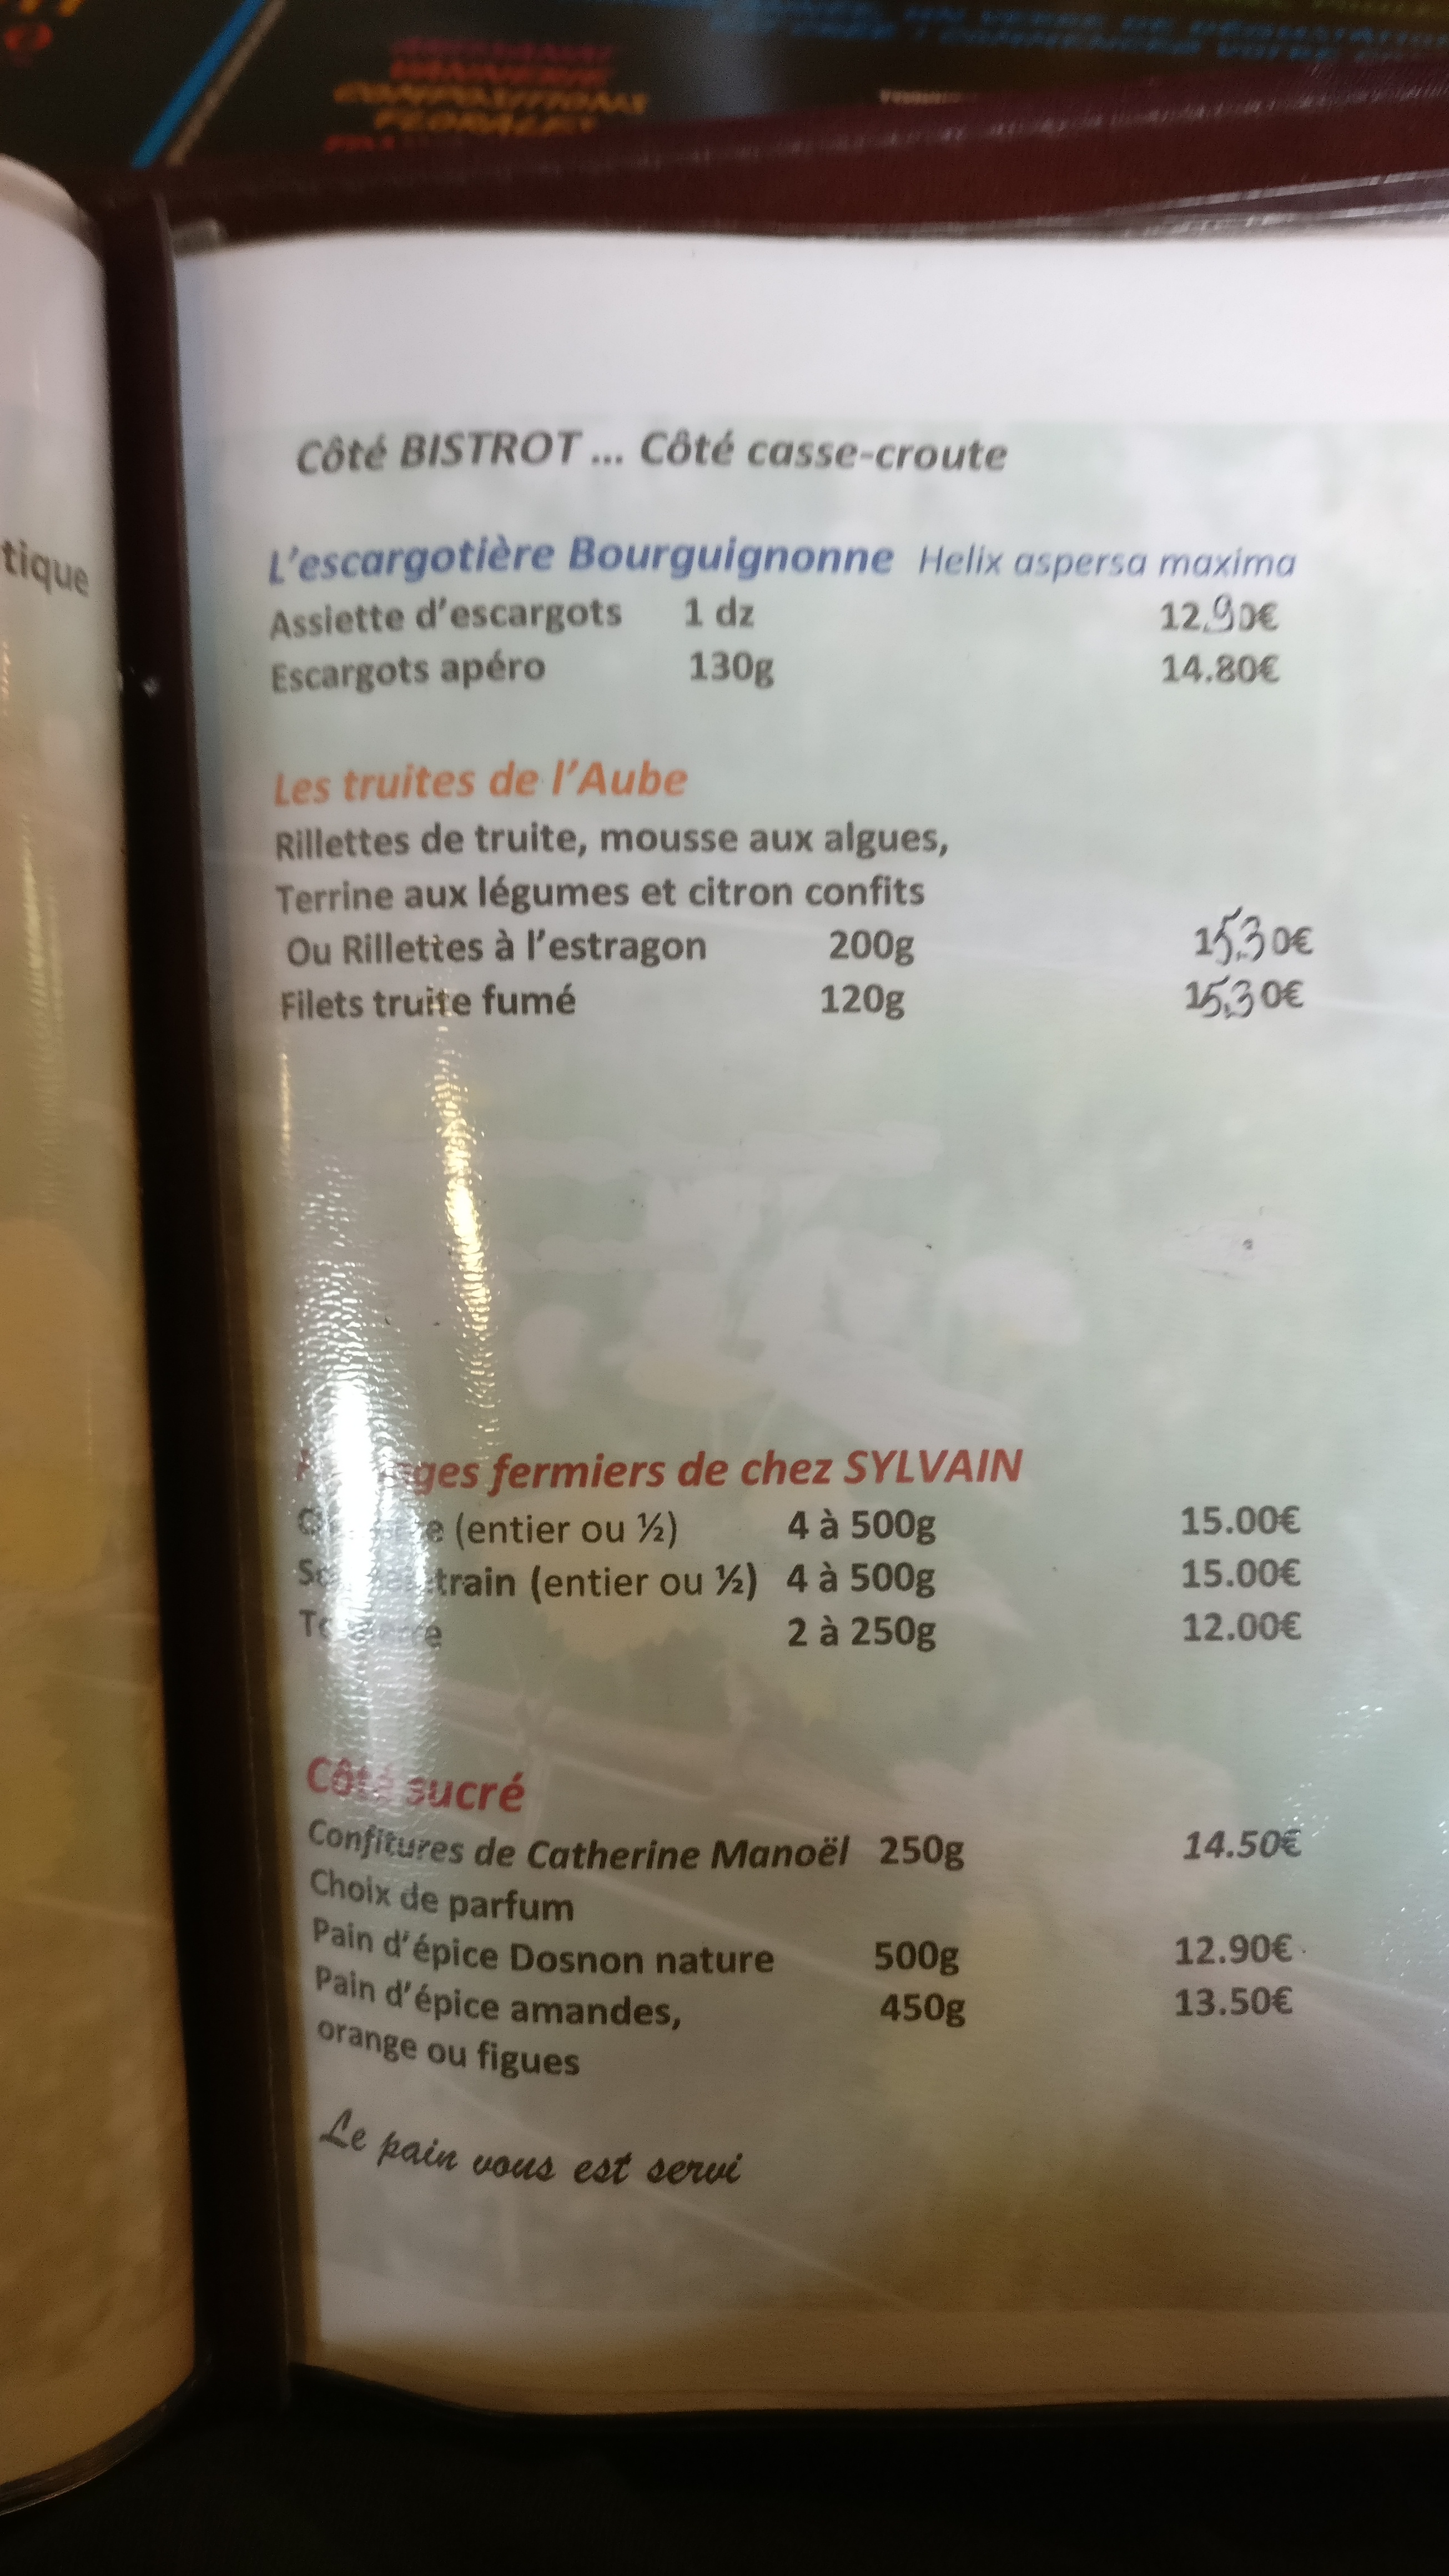 COMPOSITIONS
FLORALES
tique
Côté BISTROT ... Côté casse-croute
L'escargotière Bourguignonne Helix aspersa maxima
Assiette d'escargots 1 dz 12.90€
Escargots apéro 130g 14.80€
Les truites de l'Aube
Rillettes de truite, mousse aux algues,
Terrine aux légumes et citron confits
Ou Rillettes à l'estragon 200g 15,30€
Filets truite fumé 120g 15,30€
fermiers de chez SYLVAIN
(entier ou ½) 4 à 500g 15.00€
(entier ou ½) 4 à 500g 15.00€
2 à 250g 12.00€
Côté sucré
Confitures de Catherine Manoël 250g 14.50€
Choix de parfum
Pain d'épice Dosnon nature 500g 12.90€
Pain d'épice amandes, 450g 13.50€
orange ou figues
Le pain vous est servi